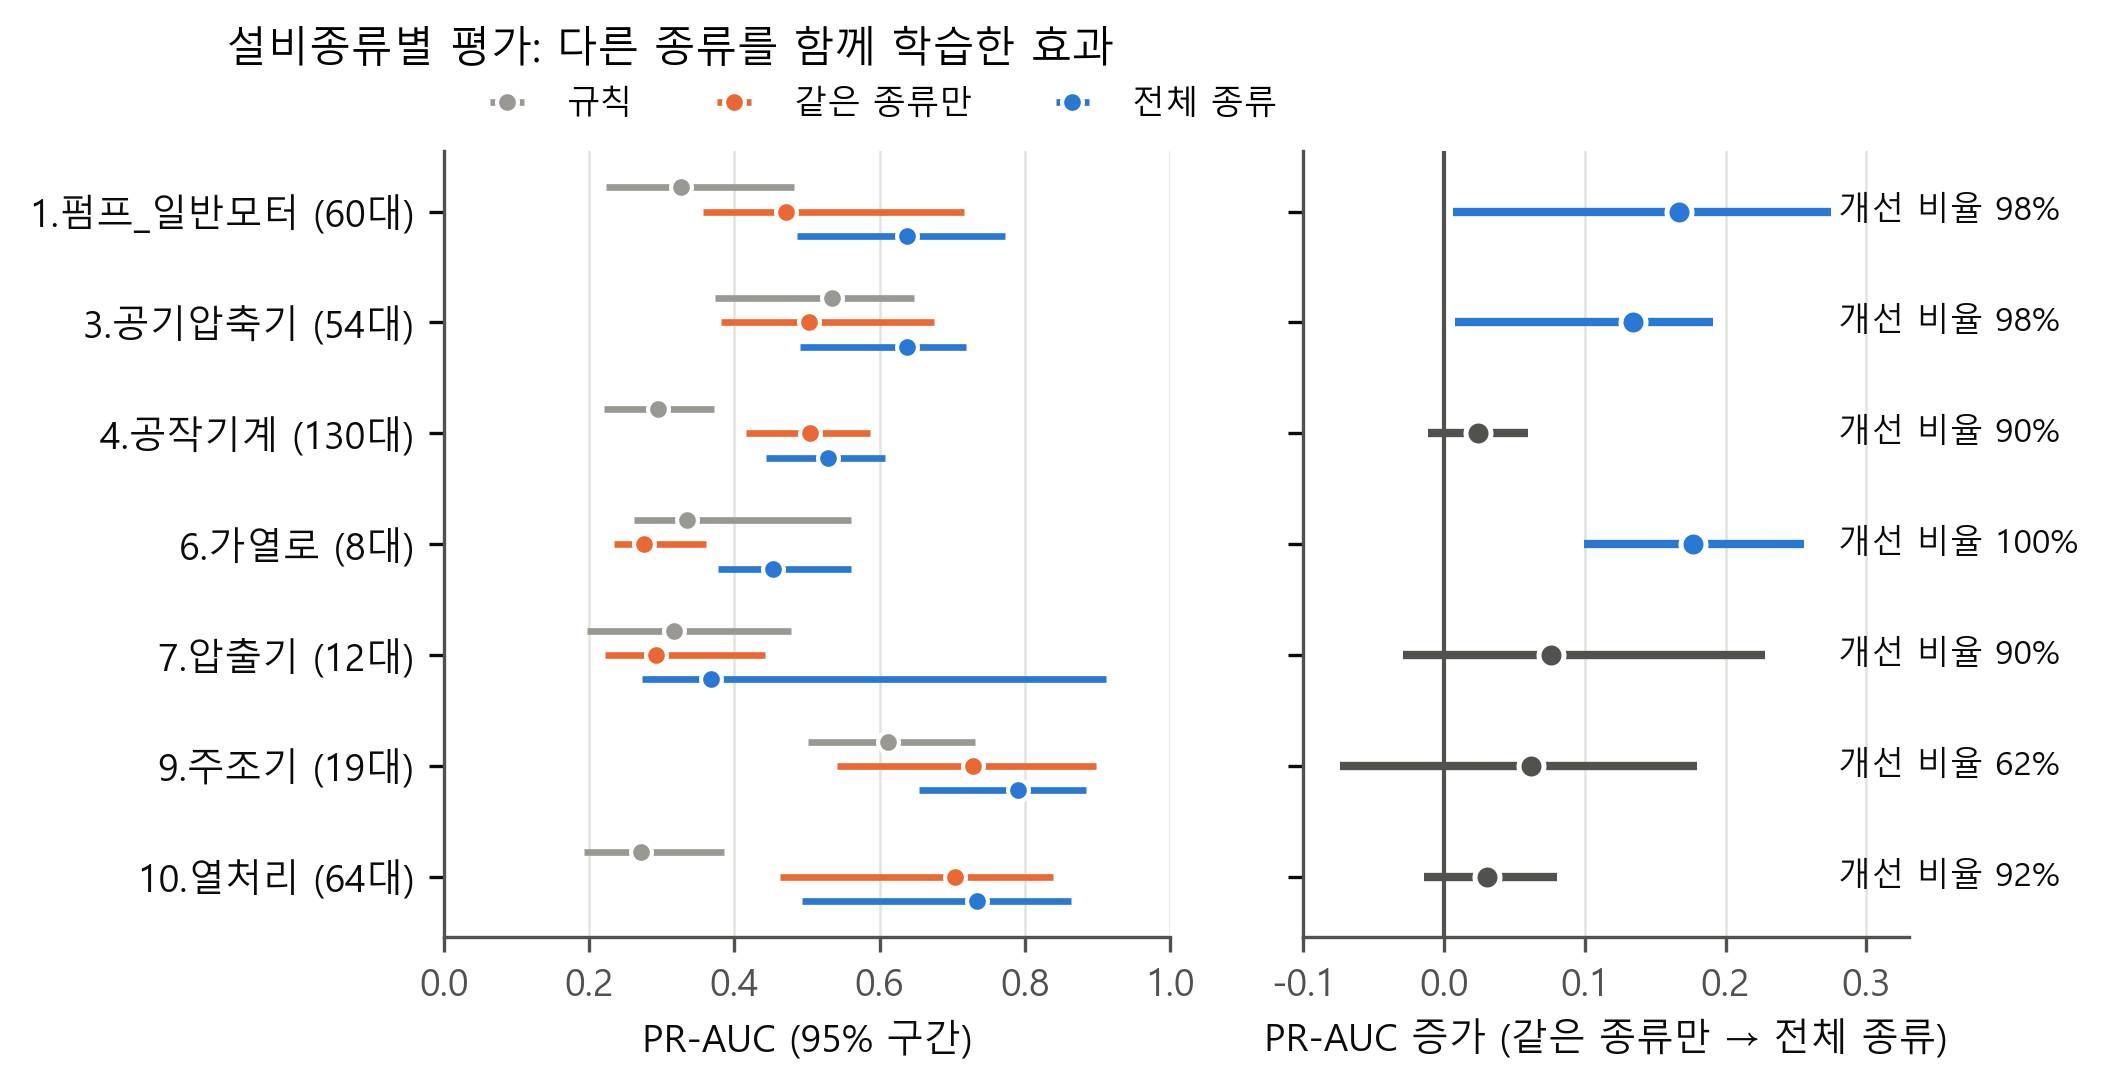 설비종류별 평가: 다른 종류를 함께 학습한 효과
규칙 같은 종류만 전체 종류
1.펌프_일반모터 (60대)
3.공기압축기 (54대)
4.공작기계 (130대)
6.가열로 (8대)
7.압출기 (12대)
9.주조기 (19대)
10.열처리 (64대)
0.0 0.2 0.4 0.6 0.8 1.0
PR-AUC (95% 구간)
개선 비율 98%
개선 비율 98%
개선 비율 90%
개선 비율 100%
개선 비율 90%
개선 비율 62%
개선 비율 92%
-0.1 0.0 0.1 0.2 0.3
PR-AUC 증가 (같은 종류만 → 전체 종류)